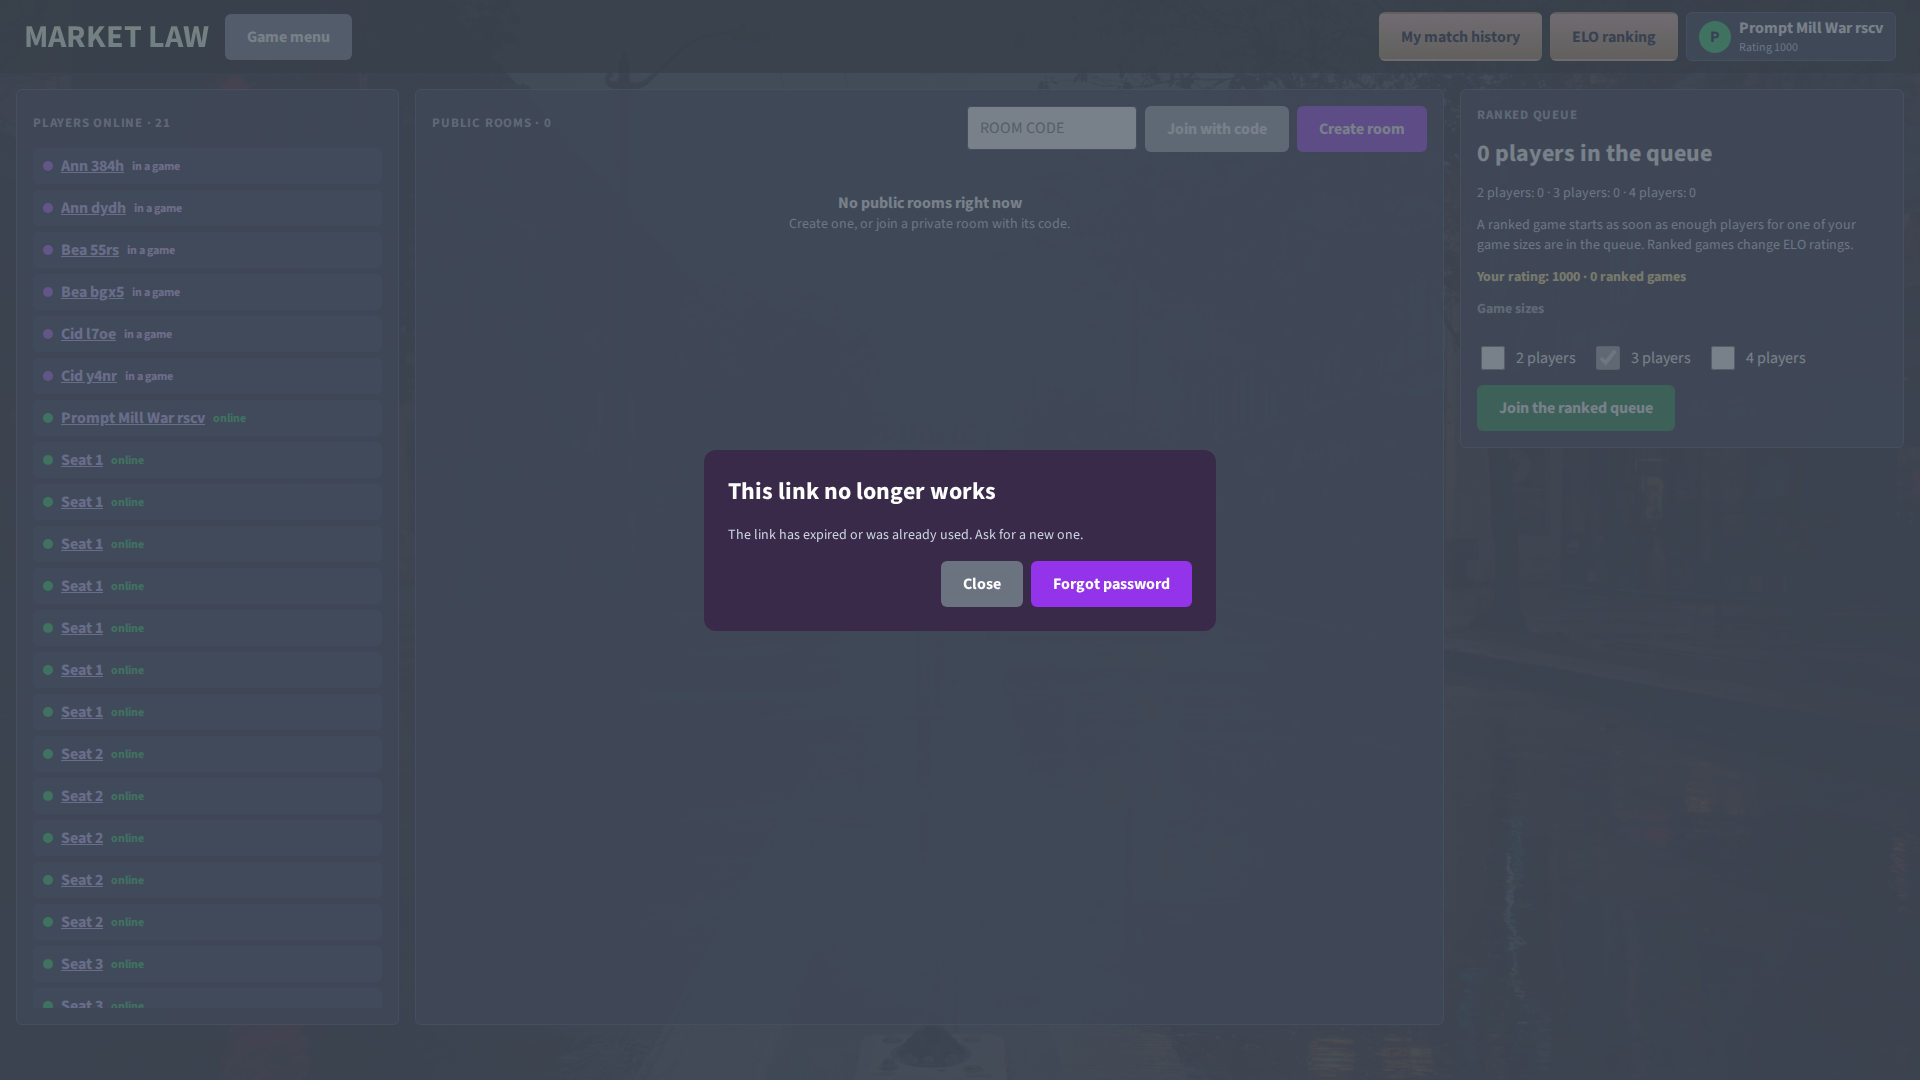 MARKET LAW
Game menu
My match history
ELO ranking
P
Prompt Mill War rscv
Rating 1000
PLAYERS ONLINE · 21
Ann 384h in a game
Ann dydh in a game
Bea 55rs in a game
Bea bgx5 in a game
Cid l7oe in a game
Cid y4nr in a game
Prompt Mill War rscv online
Seat 1 online
Seat 1 online
Seat 1 online
Seat 1 online
Seat 1 online
Seat 1 online
Seat 1 online
Seat 2 online
Seat 2 online
Seat 2 online
Seat 2 online
Seat 2 online
Seat 3 online
Seat 3 online
PUBLIC ROOMS · 0
ROOM CODE
Join with code
Create room
No public rooms right now
Create one, or join a private room with its code.
This link no longer works
The link has expired or was already used. Ask for a new one.
Close
Forgot password
RANKED QUEUE
0 players in the queue
2 players: 0 · 3 players: 0 · 4 players: 0
A ranked game starts as soon as enough players for one of your
game sizes are in the queue. Ranked games change ELO ratings.
Your rating: 1000 · 0 ranked games
Game sizes
2 players
3 players
4 players
Join the ranked queue